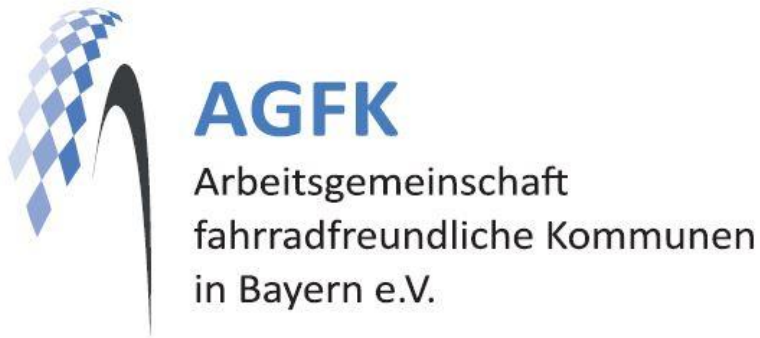 AGFK
Arbeitsgemeinschaft
fahrradfreundliche Kommunen
in Bayern e.V.